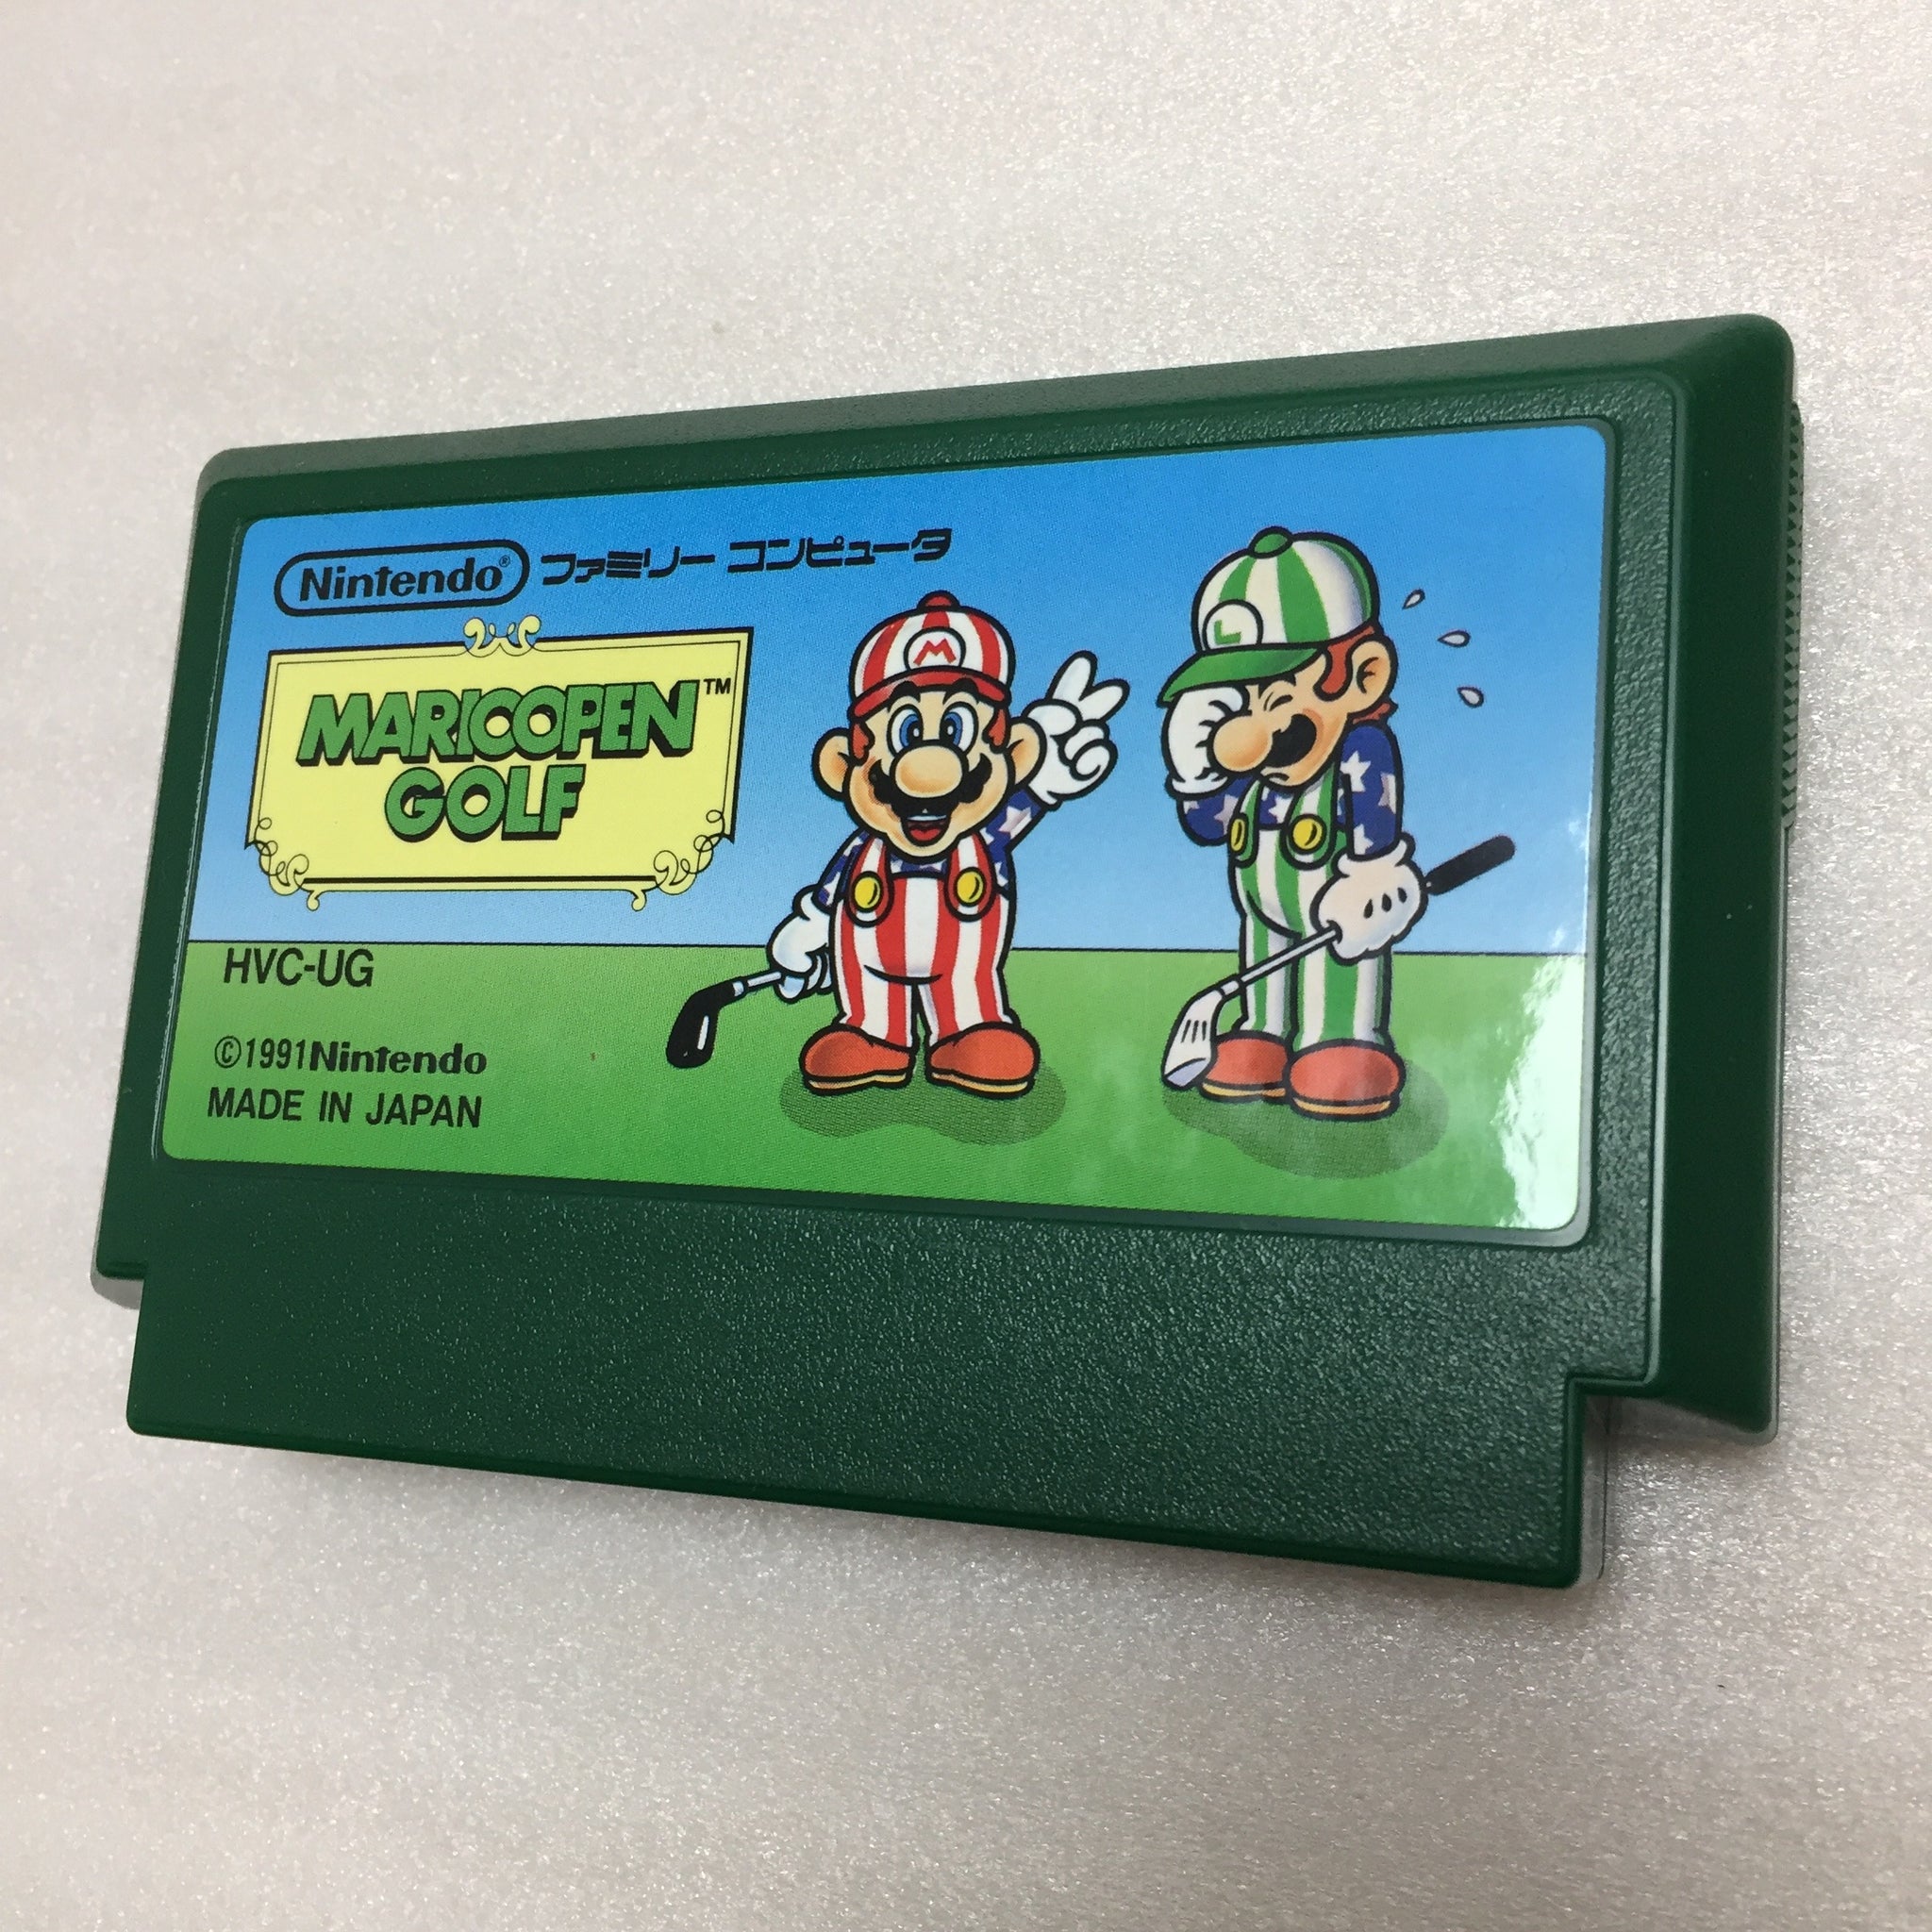 Nintendo® ファミリー コンピュータ
MARIOOPEN™
GOLF
HVC-UG
©1991Nintendo
MADE IN JAPAN
M
L